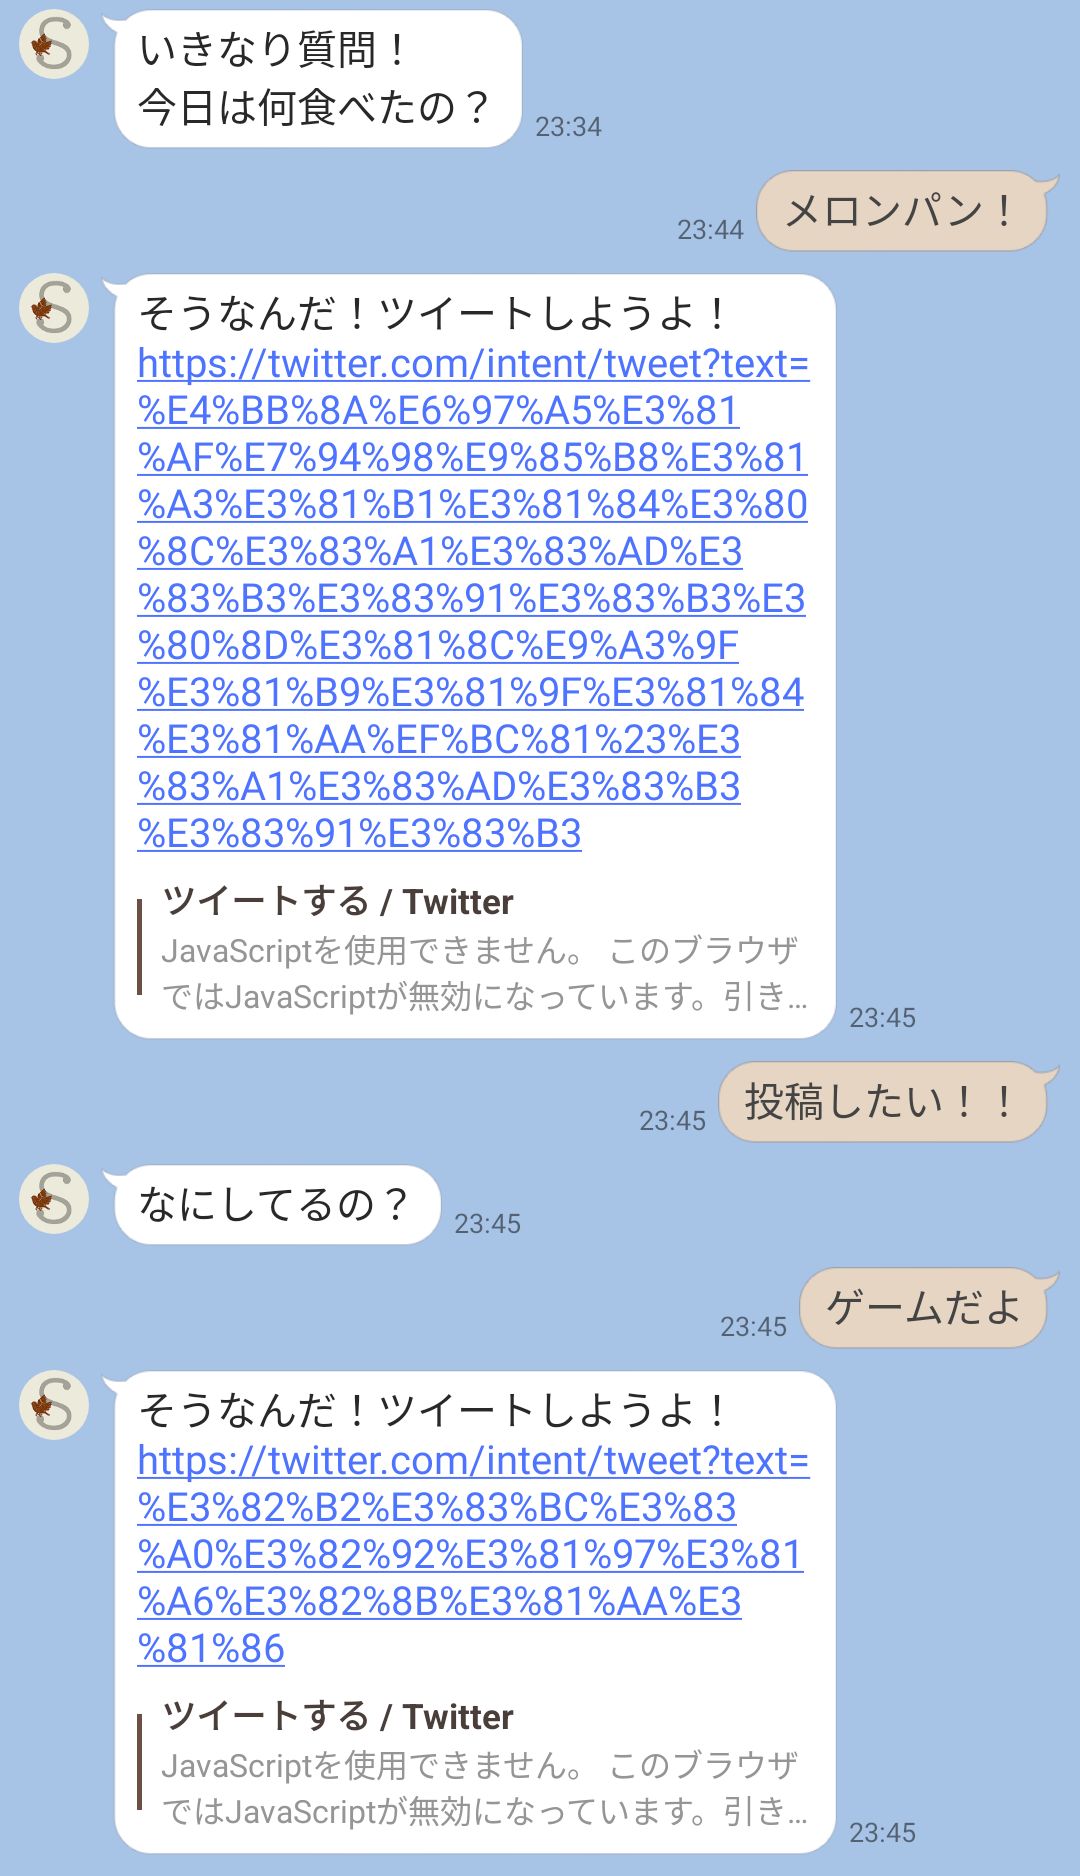 いきなり質問！
今日は何食べたの？
23:34
メロンパン！
23:44
そうなんだ！ツイートしようよ！
https://twitter.com/intent/tweet?text=
%E4%BB%8A%E6%97%A5%E3%81
%AF%E7%94%98%E9%85%B8%E3%81
%A3%E3%81%B1%E3%81%84%E3%80
%8C%E3%83%A1%E3%83%AD%E3
%83%B3%E3%83%91%E3%83%B3%E3
%80%8D%E3%81%8C%E9%A3%9F
%E3%81%B9%E3%81%9F%E3%81%84
%E3%81%AA%EF%BC%81%23%E3
%83%A1%E3%83%AD%E3%83%B3
%E3%83%91%E3%83%B3
ツイートする / Twitter
JavaScriptを使用できません。 このブラウザ
ではJavaScriptが無効になっています。引き…
23:45
投稿したい！！
23:45
なにしてるの？
23:45
ゲームだよ
23:45
そうなんだ！ツイートしようよ！
https://twitter.com/intent/tweet?text=
%E3%82%B2%E3%83%BC%E3%83
%A0%E3%82%92%E3%81%97%E3%81
%A6%E3%82%8B%E3%81%AA%E3
%81%86
ツイートする / Twitter
JavaScriptを使用できません。 このブラウザ
ではJavaScriptが無効になっています。引き…
23:45